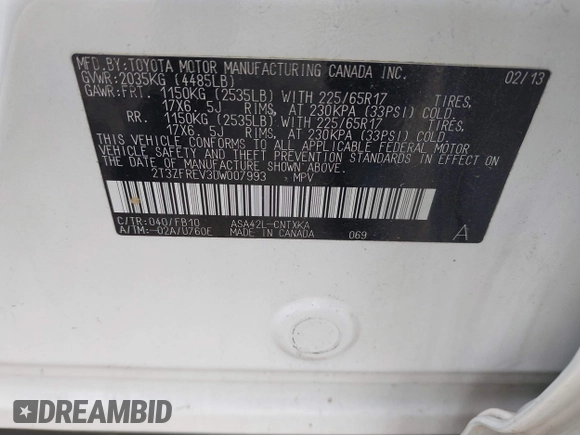 MFD.BY:TOYOTA MOTOR MANUFACTURING CANADA INC. 02/13
GVWR:2035KG (4485LB)
GAWR:FRT. 1150KG (2535LB) WITH 225/65R17 TIRES,
17X6. 5J RIMS, AT 230KPA (33PSI) COLD.
RR. 1150KG (2535LB) WITH 225/65R17 TIRES,
17X6. 5J RIMS, AT 230KPA (33PSI) COLD.
THIS VEHICLE CONFORMS TO ALL APPLICABLE FEDERAL MOTOR
VEHICLE SAFETY AND THEFT PREVENTION STANDARDS IN EFFECT
ON THE DATE OF MANUFACTURE SHOWN ABOVE.
2T3ZFREV3DW007993 MPV
C/TR:040/FB10 ASA42L-CNTXKA
A/TM:-02A/U760E MADE IN CANADA 069 A
DREAMBID